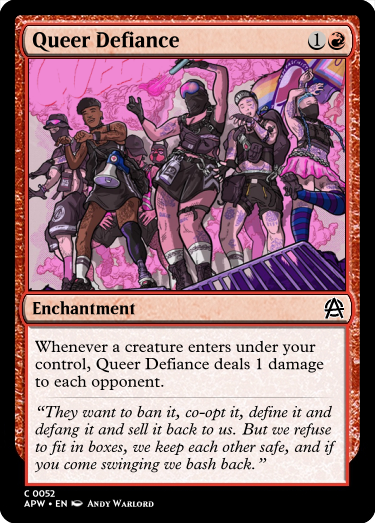 Queer Defiance 1
Enchantment
Whenever a creature enters under your
control, Queer Defiance deals 1 damage
to each opponent.
“They want to ban it, co-opt it, define it and
defang it and sell it back to us. But we refuse
to fit in boxes, we keep each other safe, and if
you come swinging we bash back.”
C 0052
APW • EN Andy Warlord